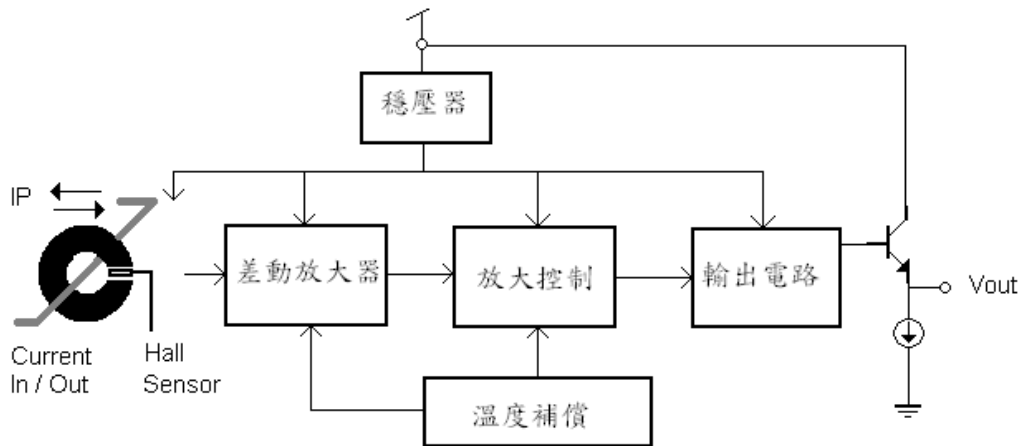 穩壓器
IP
差動放大器
放大控制
輸出電路
Vout
Current
In / Out
Hall
Sensor
溫度補償